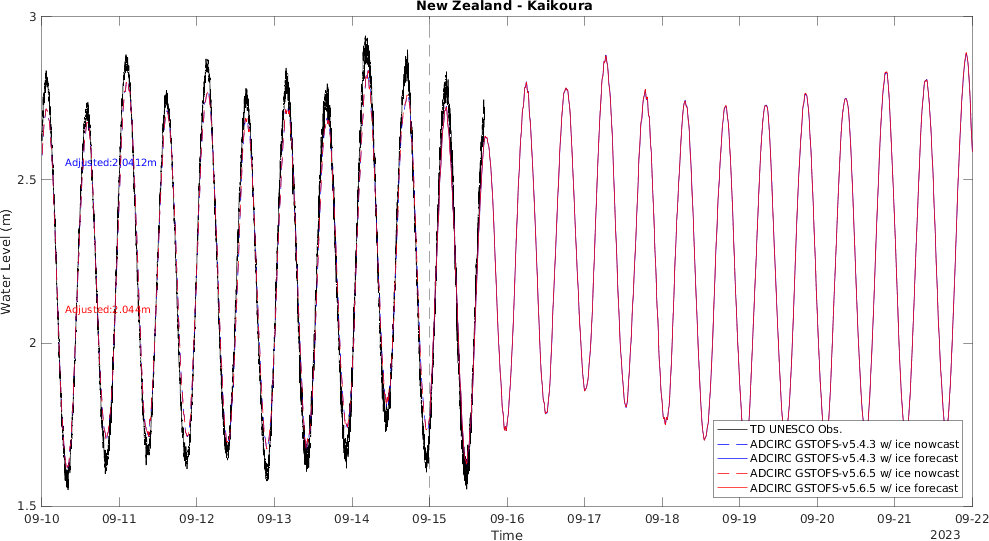 New Zealand - Kaikoura
3
2.5
2
1.5
Water Level (m)
Adjusted:2.0412m
Adjusted:2.044m
TD UNESCO Obs.
ADCIRC GSTOFS-v5.4.3 w/ ice nowcast
ADCIRC GSTOFS-v5.4.3 w/ ice forecast
ADCIRC GSTOFS-v5.6.5 w/ ice nowcast
ADCIRC GSTOFS-v5.6.5 w/ ice forecast
09-10 09-11 09-12 09-13 09-14 09-15 09-16 09-17 09-18 09-19 09-20 09-21 09-22
Time
2023